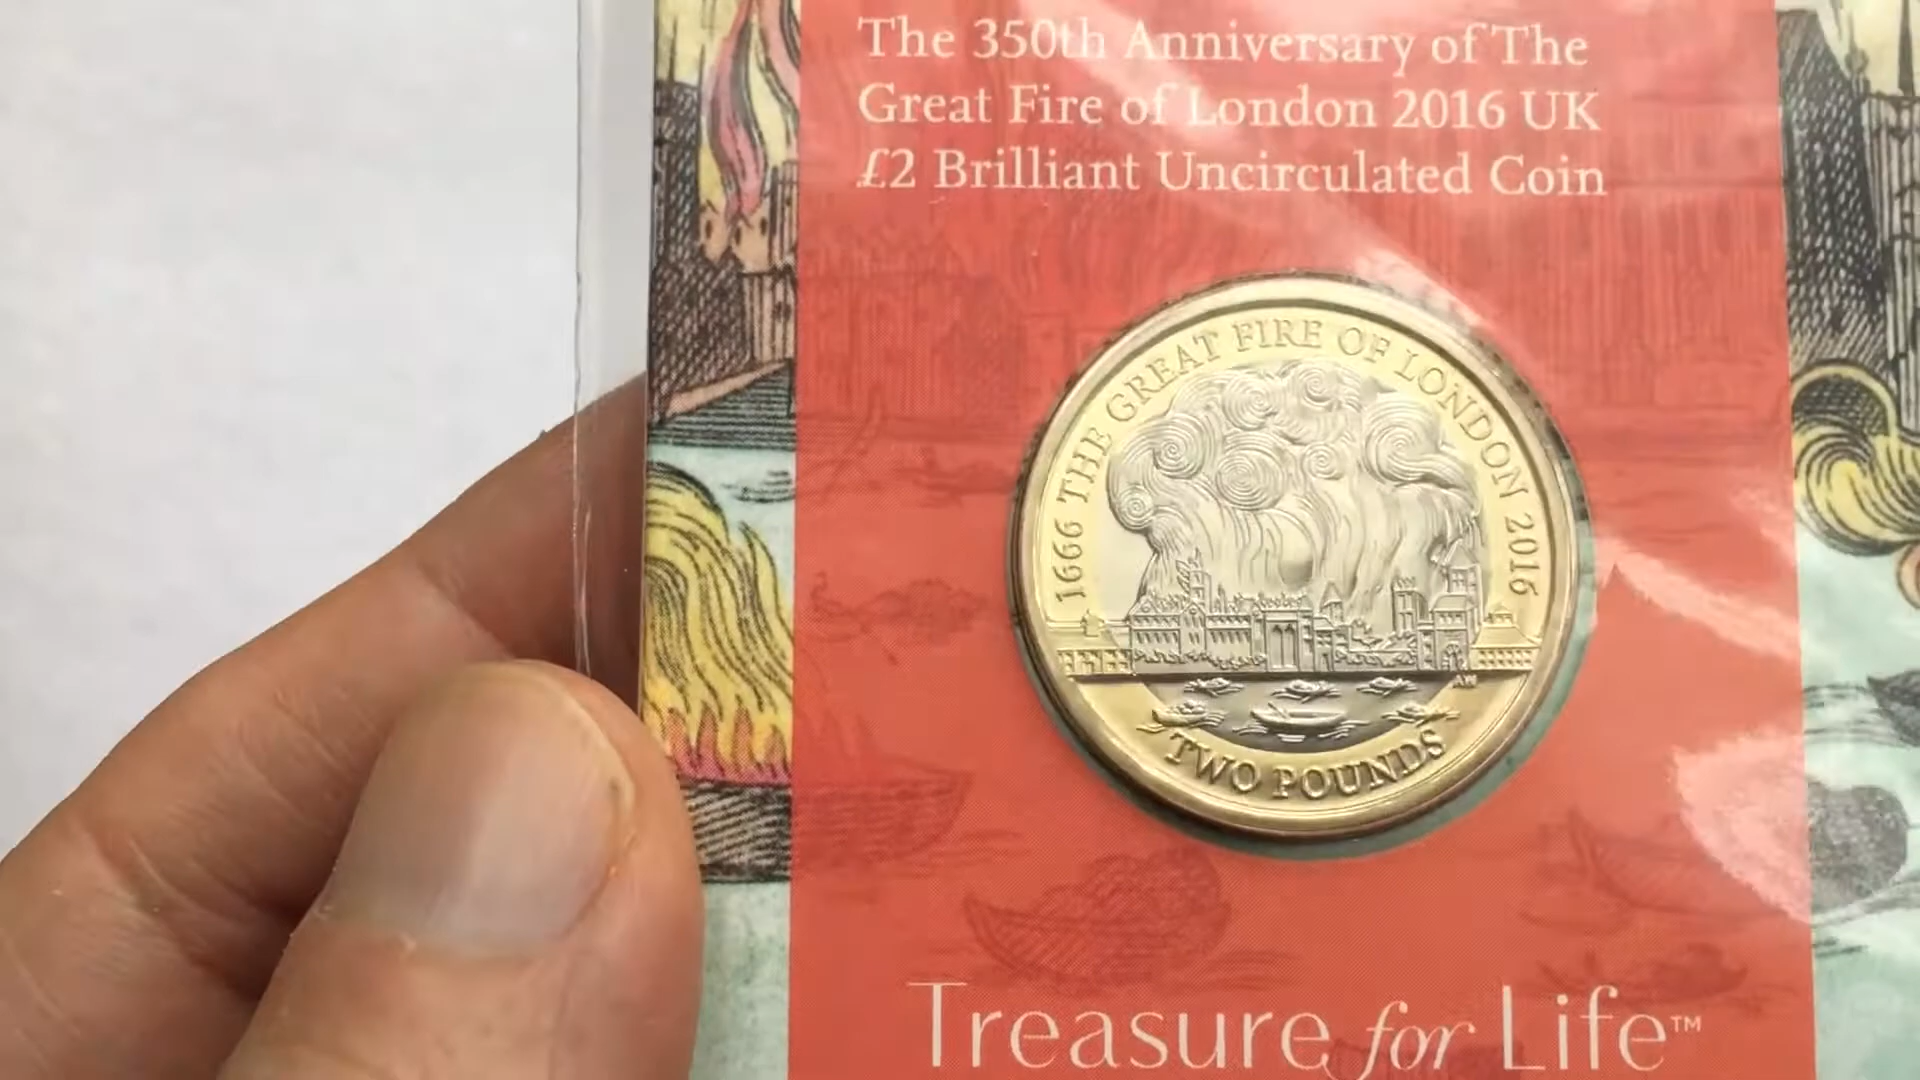 The 350th Anniversary of The
Great Fire of London 2016 UK
£2 Brilliant Uncirculated Coin
1666 THE GREAT FIRE OF LONDON 2016
AW
TWO POUNDS
Treasure for Life™